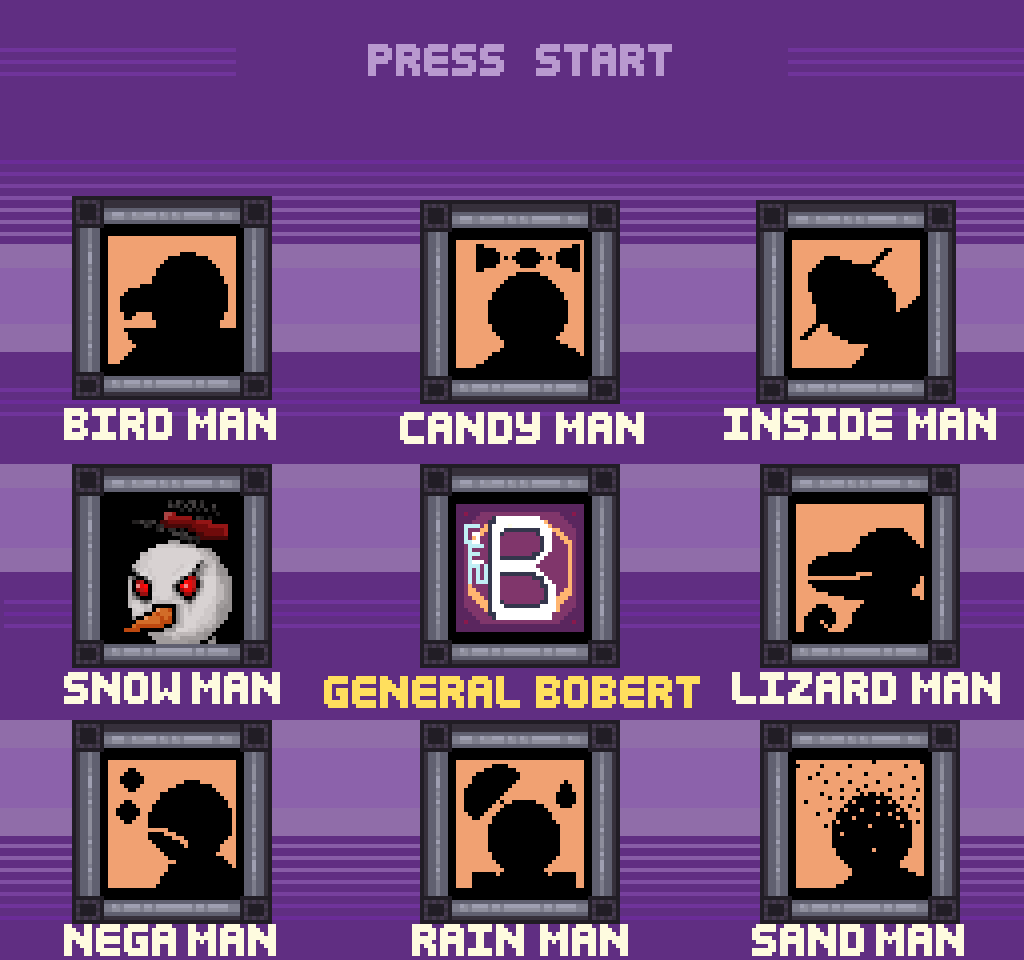 PRESS START
BIRD MAN
CANDY MAN
INSIDE MAN
SNOW MAN
B
GENERAL BOBERT
LIZARD MAN
NEGA MAN
RAIN MAN
SAND MAN